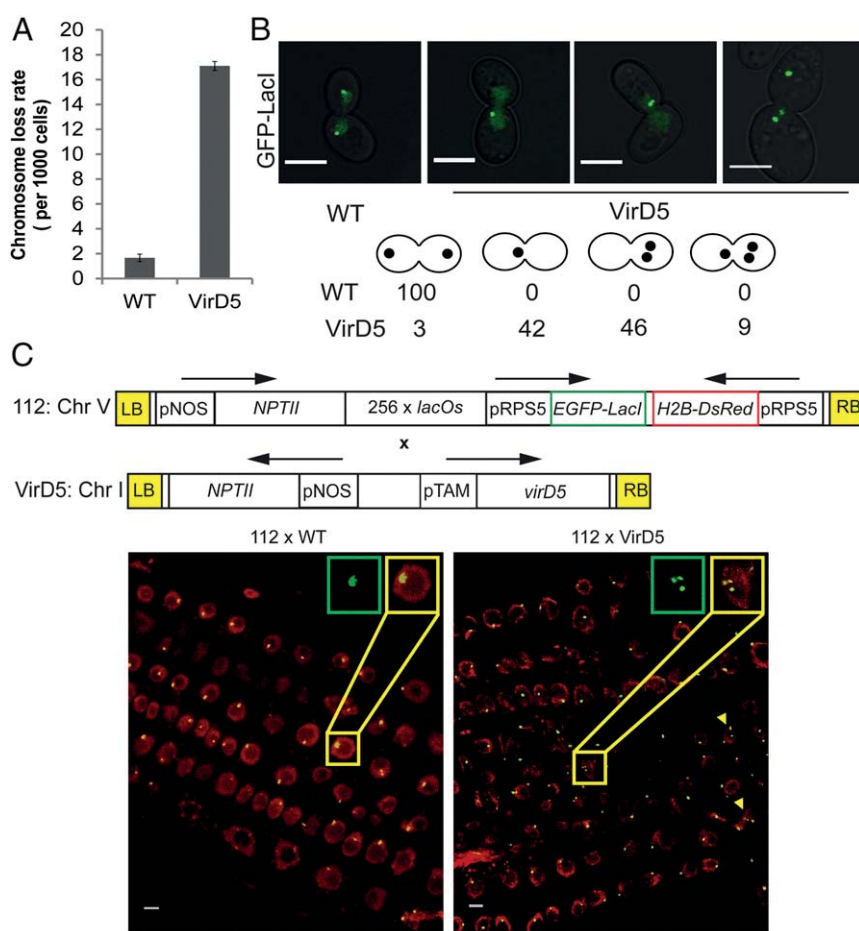 A
20
18
16
14
12
10
8
6
4
2
0
Chromosome loss rate
( per 1000 cells)
WT VirD5
B
GFP-LacI
WT VirD5
WT 100 0 0 0
VirD5 3 42 46 9
C
112: Chr V LB pNOS NPTII 256 x lacOs pRPS5 EGFP-LacI H2B-DsRed pRPS5 RB
x
VirD5: Chr I LB NPTII pNOS pTAM virD5 RB
112 x WT 112 x VirD5